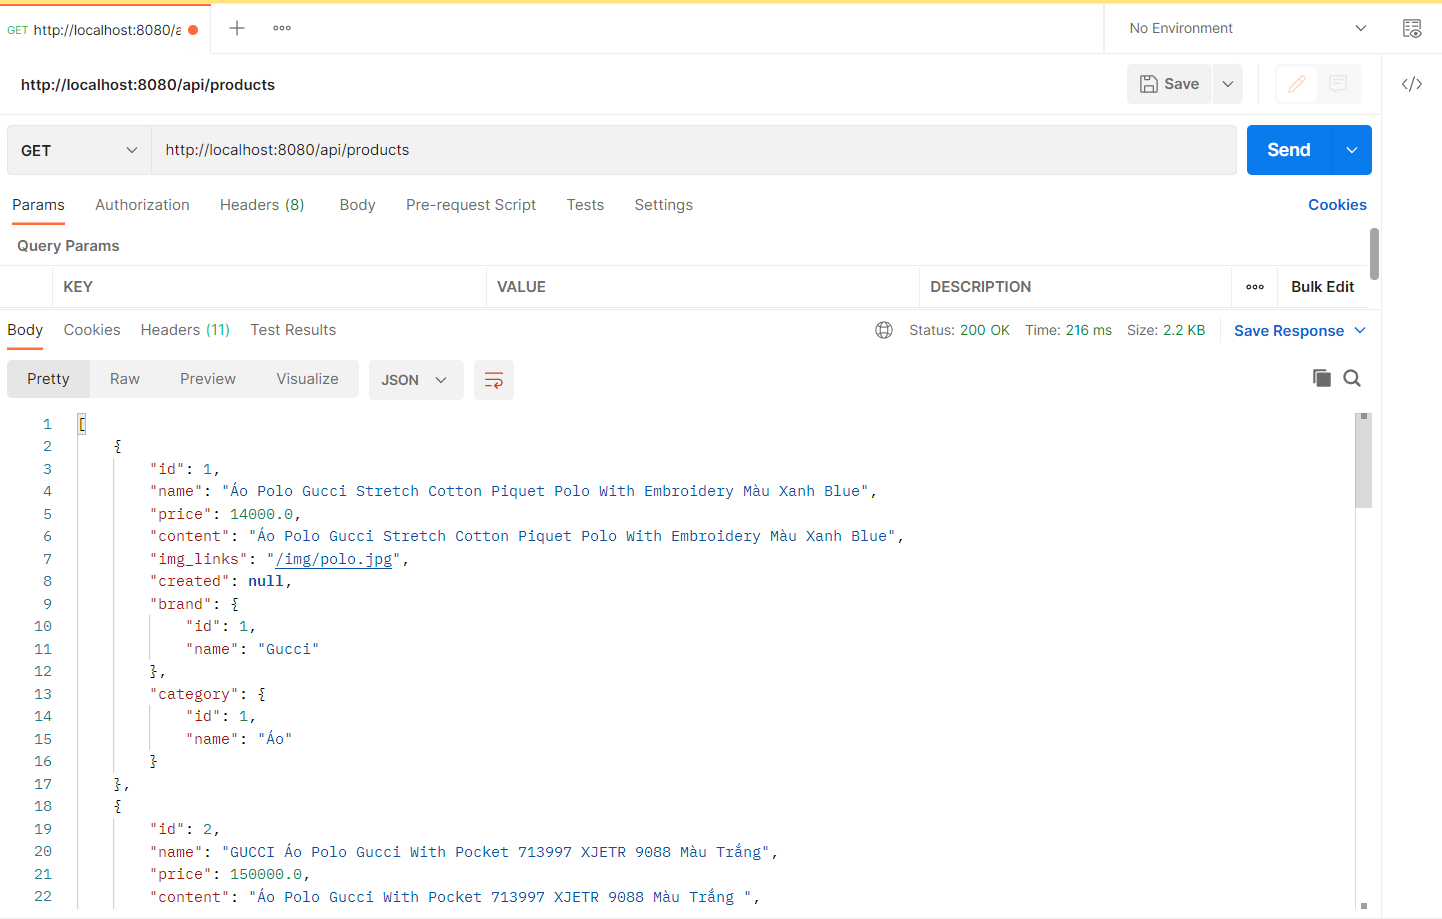 GET http://localhost:8080/a
No Environment
http://localhost:8080/api/products
Save
GET http://localhost:8080/api/products Send
Params Authorization Headers (8) Body Pre-request Script Tests Settings Cookies
Query Params
KEY VALUE DESCRIPTION Bulk Edit
Body Cookies Headers (11) Test Results Status: 200 OK Time: 216 ms Size: 2.2 KB Save Response
Pretty Raw Preview Visualize JSON
1 [
2 {
3 "id": 1,
4 "name": "Áo Polo Gucci Stretch Cotton Piquet Polo With Embroidery Màu Xanh Blue",
5 "price": 14000.0,
6 "content": "Áo Polo Gucci Stretch Cotton Piquet Polo With Embroidery Màu Xanh Blue",
7 "img_links": "/img/polo.jpg",
8 "created": null,
9 "brand": {
10 "id": 1,
11 "name": "Gucci"
12 },
13 "category": {
14 "id": 1,
15 "name": "Áo"
16 }
17 },
18 {
19 "id": 2,
20 "name": "GUCCI Áo Polo Gucci With Pocket 713997 XJETR 9088 Màu Trắng",
21 "price": 150000.0,
22 "content": "Áo Polo Gucci With Pocket 713997 XJETR 9088 Màu Trắng ",